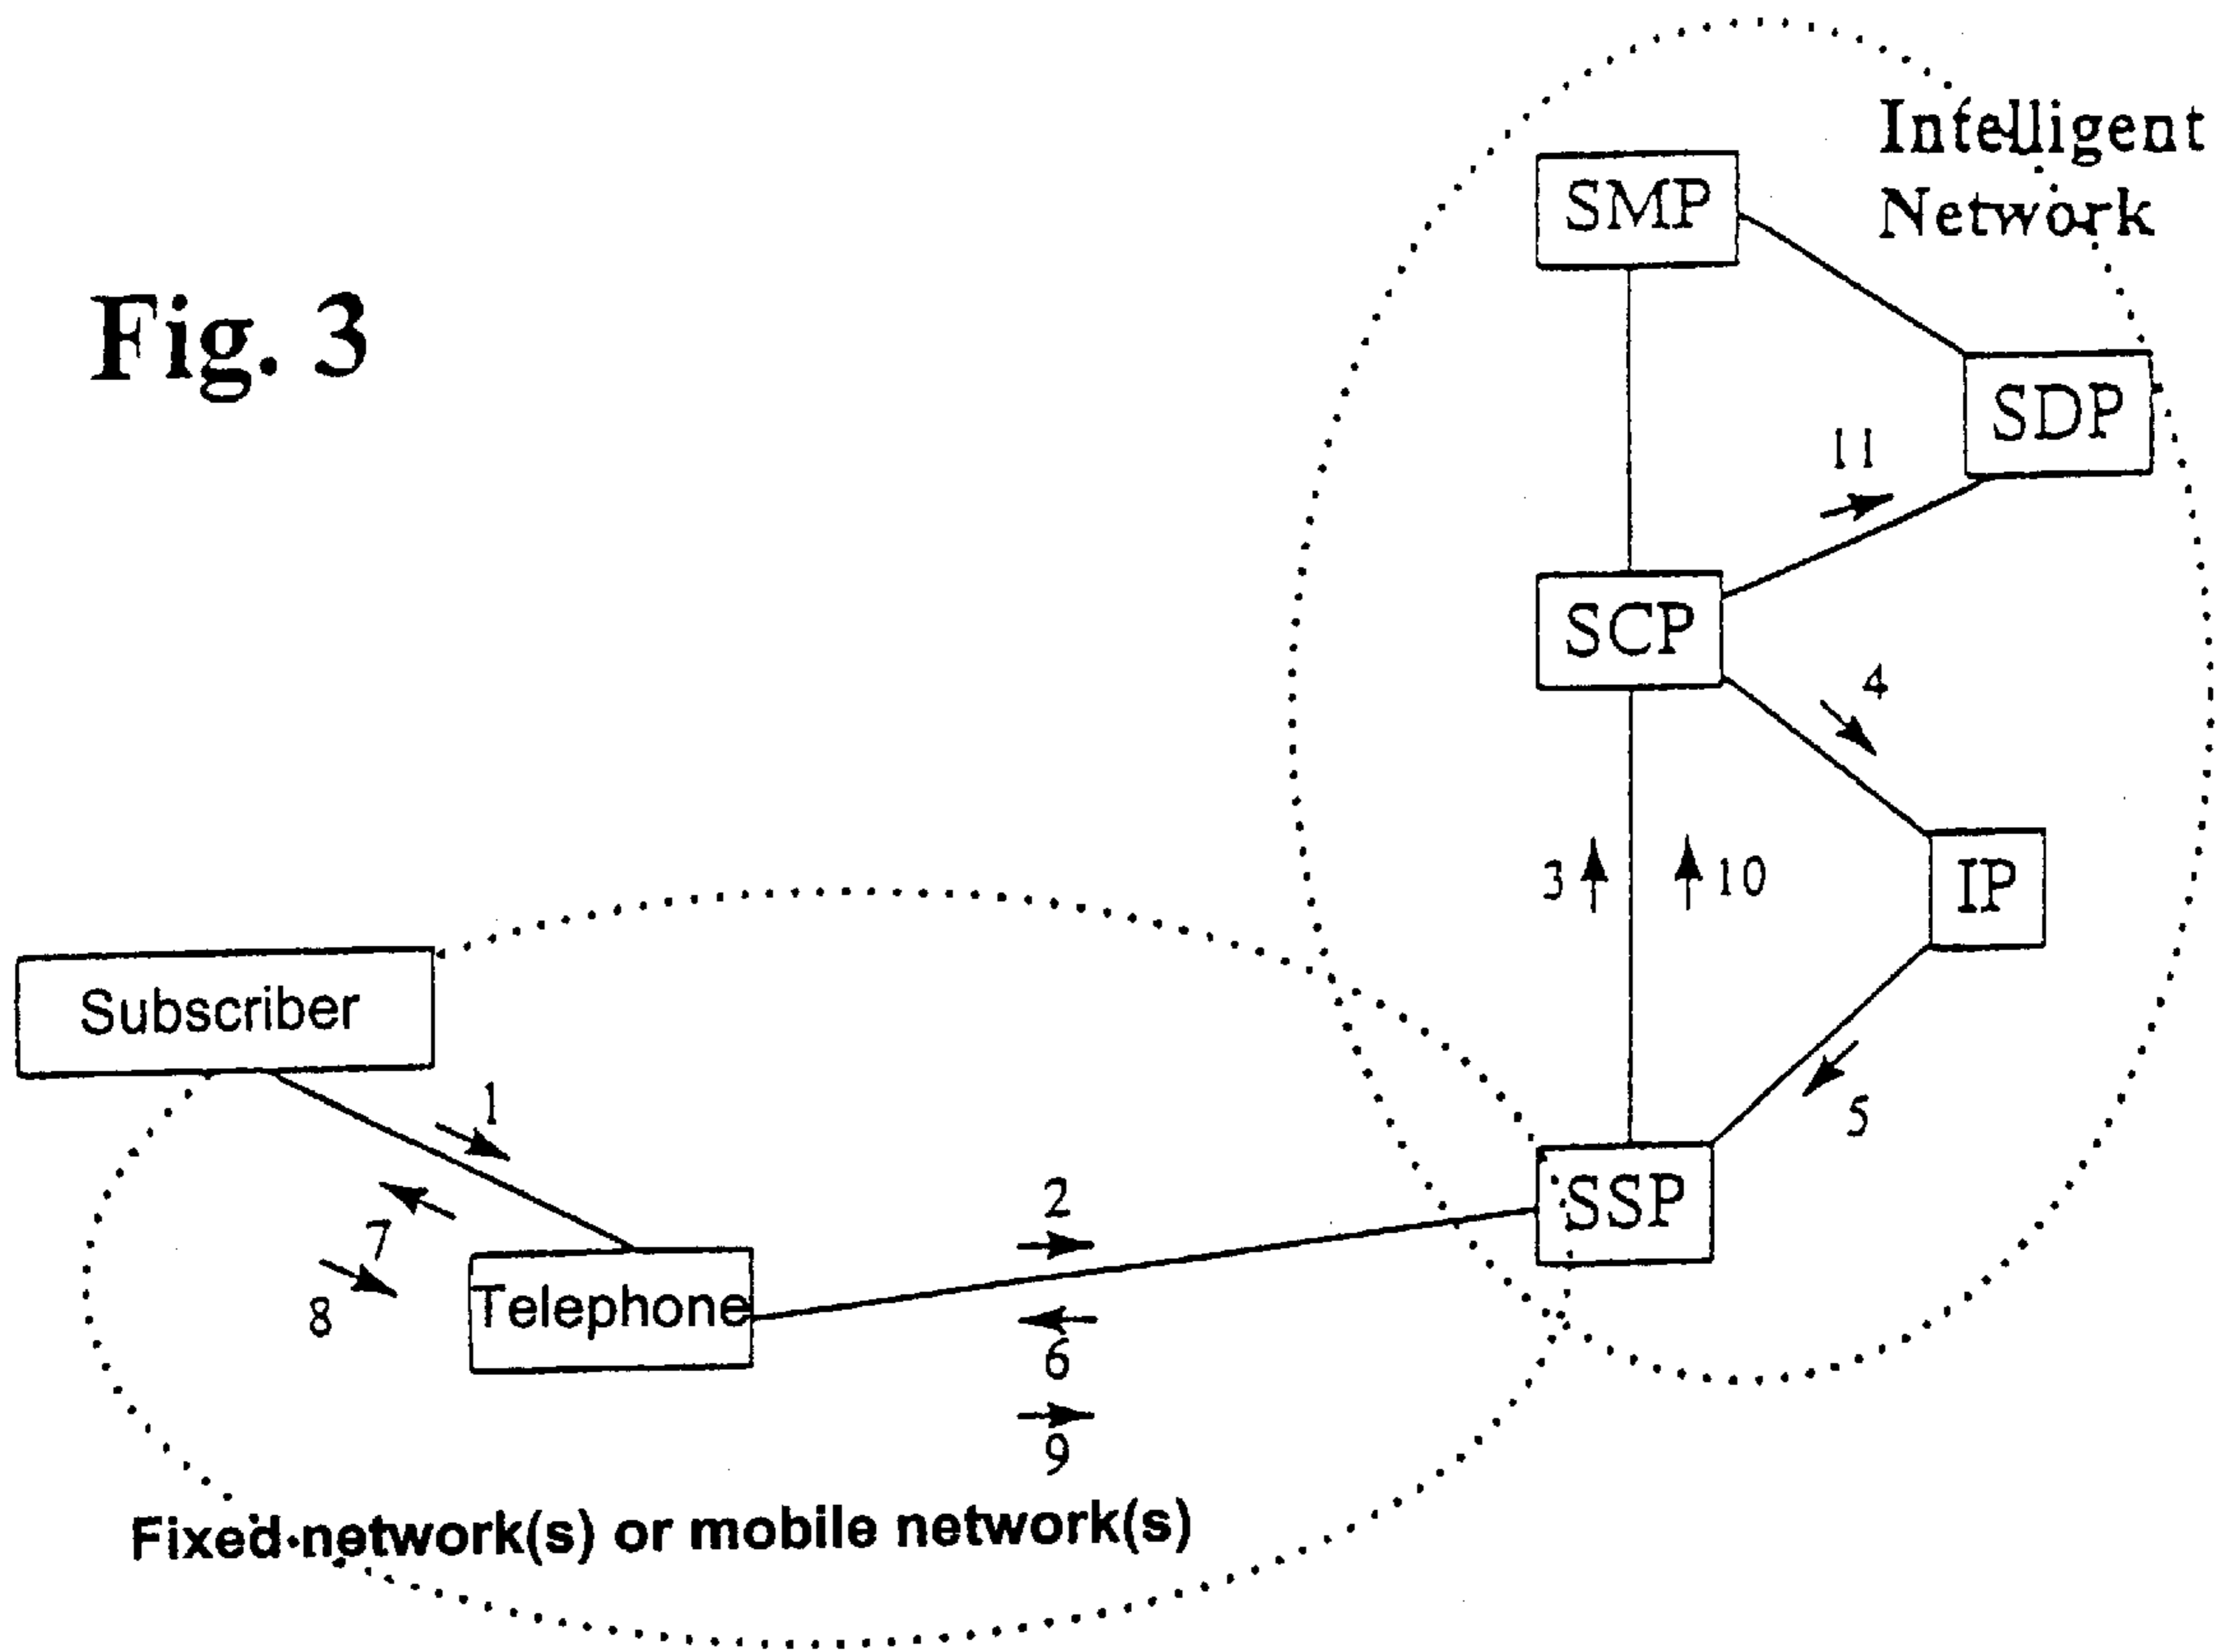 Intelligent
Network
SMP
Fig. 3
SDP
11
SCP
4
3
10
IP
Subscriber
1
5
2
SSP
7
8
Telephone
6
9
Fixed network(s) or mobile network(s)